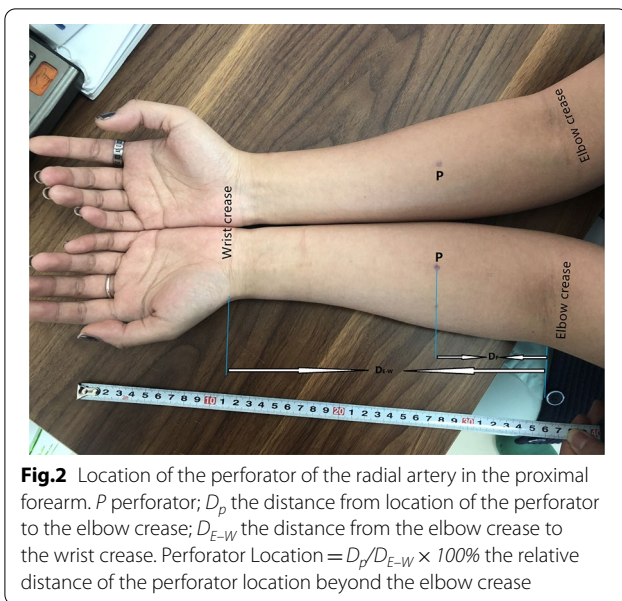 Elbow crease
P
Wrist crease
P
Elbow crease
Dₚ
D_E-W
2 3 4 5 6 7 8 9 10 1 2 3 4 5 6 7 8 9 20 1 2 3 4 5 6 7 8 9 30 1 2 3 4 5 6 7
Fig.2 Location of the perforator of the radial artery in the proximal
forearm. P perforator; Dₚ the distance from location of the perforator
to the elbow crease; D_E–W the distance from the elbow crease to
the wrist crease. Perforator Location = Dₚ/D_E–W × 100% the relative
distance of the perforator location beyond the elbow crease